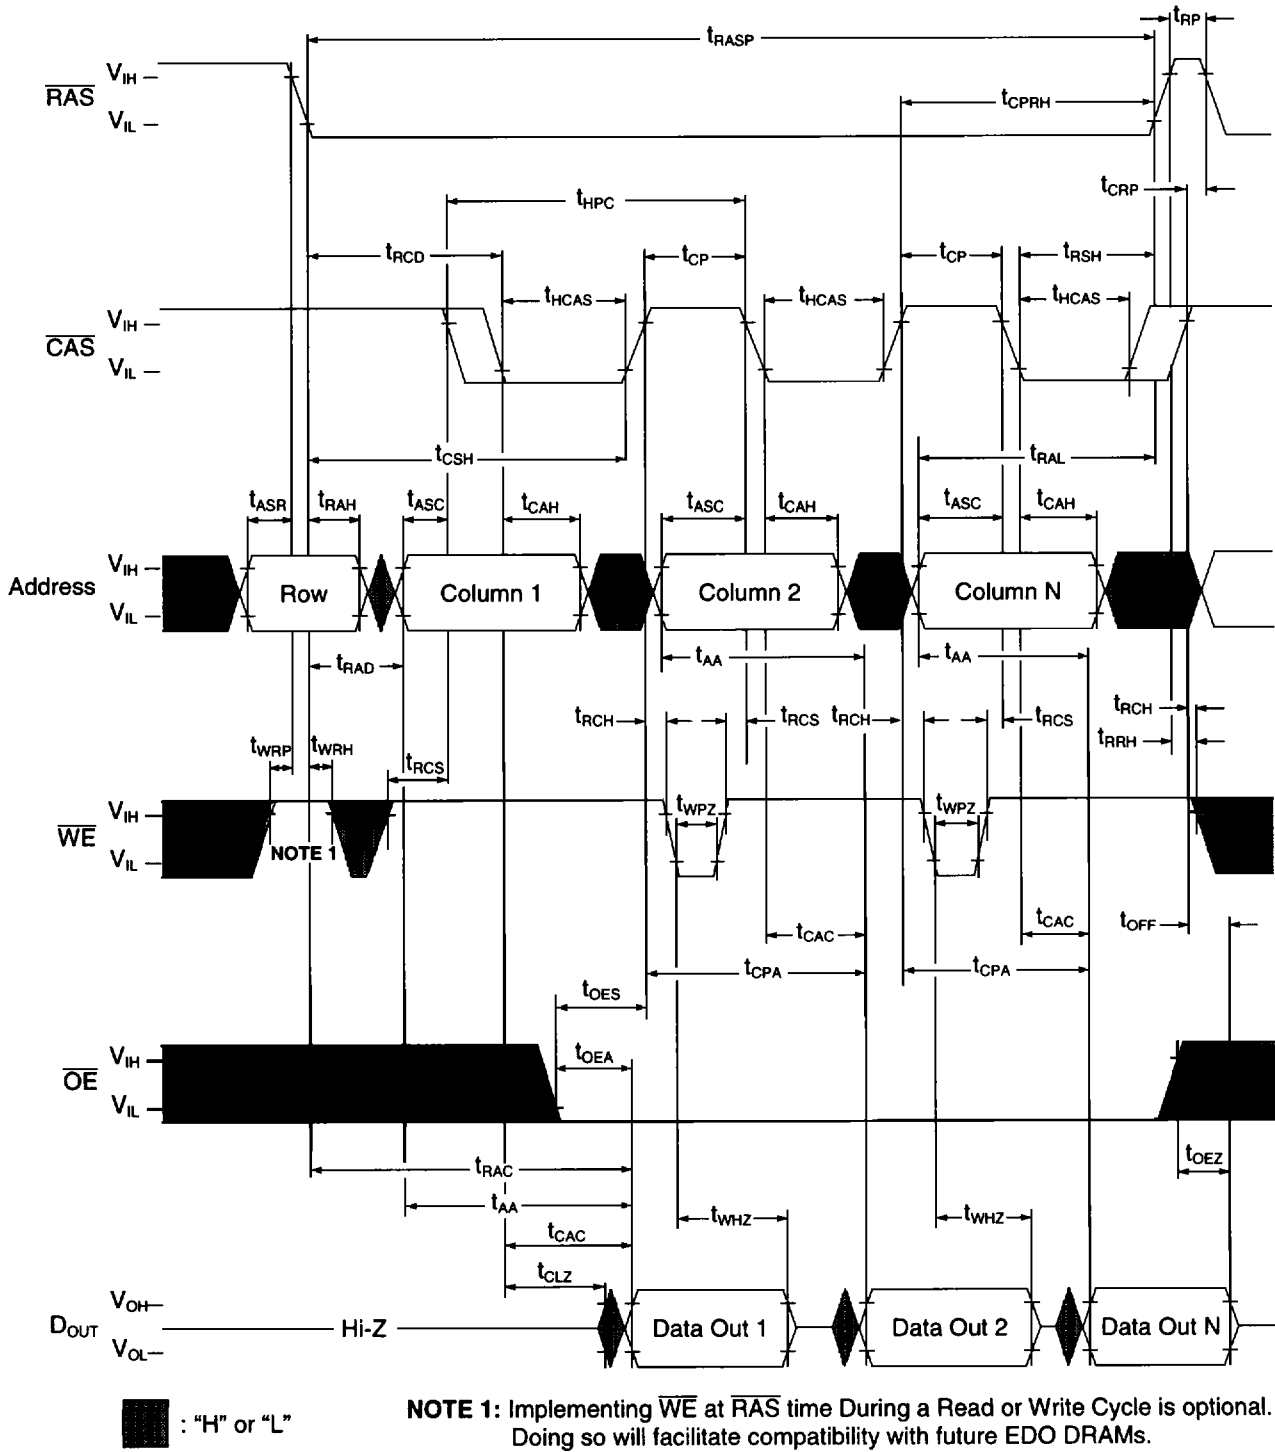 tRP
tRASP
VIH
RAS
tCPRH
VIL
tCRP
tHPC
tRCD
tCP
tCP
tRSH
tHCAS
tHCAS
tHCAS
VIH
CAS
VIL
tCSH
tRAL
tASR
tRAH
tASC
tCAH
tASC
tCAH
tASC
tCAH
VIH
Address
Row
Column 1
Column 2
Column N
VIL
tRAD
tAA
tAA
tRCH
tRCS
tRCH
tRCS
tRCH
tRRH
tWRP
tWRH
tRCS
VIH
WE
tWPZ
tWPZ
NOTE 1
VIL
tCAC
tCAC
tOFF
tCPA
tCPA
tOES
VIH
OE
tOEA
VIL
tRAC
tOEZ
tAA
tWHZ
tWHZ
tCAC
tCLZ
VOH
DOUT
Hi-Z
Data Out 1
Data Out 2
Data Out N
VOL
: "H" or "L"
NOTE 1: Implementing WE at RAS time During a Read or Write Cycle is optional.
Doing so will facilitate compatibility with future EDO DRAMs.